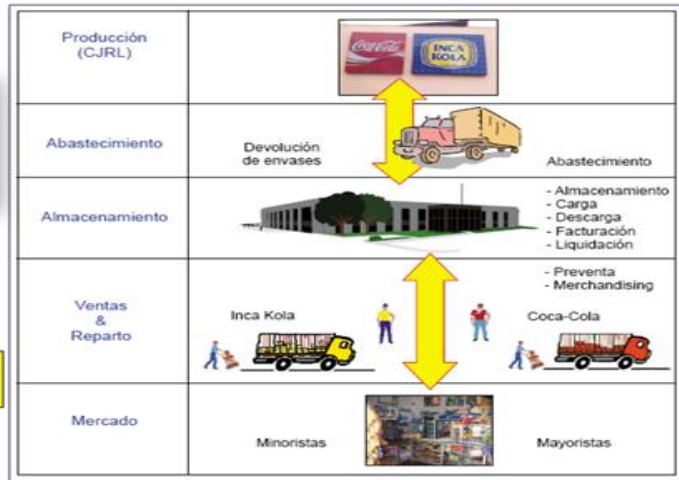 Producción
(CJRL)
Coca-Cola
INCA
KOLA
Abastecimiento
Devolución
de envases
Abastecimiento
Almacenamiento
- Almacenamiento
- Carga
- Descarga
- Facturación
- Liquidación
Ventas
&
Reparto
- Preventa
- Merchandising
Inca Kola
Coca-Cola
Mercado
Minoristas
Mayoristas